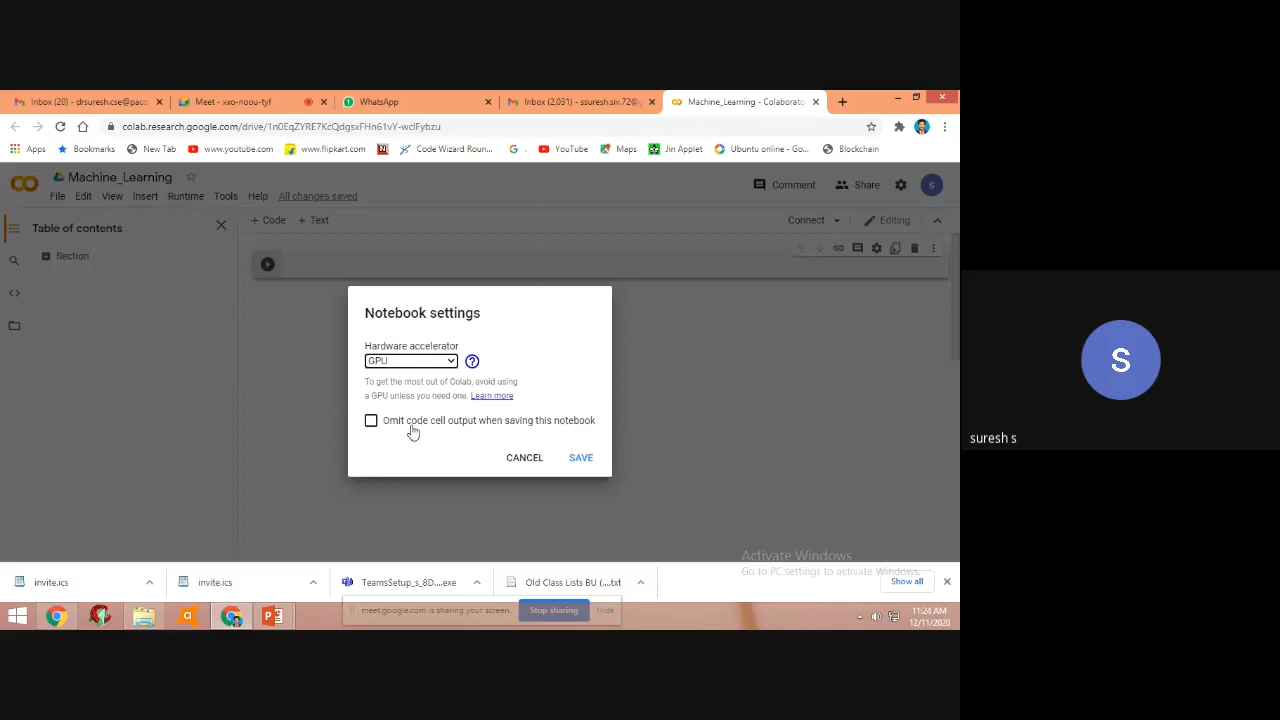 Inbox (20) - drsuresh.cse@paco
Meet - xxo-noou-tyf
WhatsApp
Inbox (2,031) - ssuresh.siv.72@g
Machine_Learning - Colaborato
colab.research.google.com/drive/1n0EqZYRE7KcQdgsxFHn61vY-wcIFybzu
Apps
Bookmarks
New Tab
www.youtube.com
www.flipkart.com
Code Wizard Roun...
YouTube
Maps
Jin Applet
Ubuntu online - Go...
Blockchain
Machine_Learning
Comment
Share
S
File Edit View Insert Runtime Tools Help All changes saved
Table of contents
+ Code + Text
Connect
Editing
Section
Notebook settings
Hardware accelerator
GPU
?
To get the most out of Colab, avoid using
a GPU unless you need one. Learn more
Omit code cell output when saving this notebook
CANCEL SAVE
S
suresh s
Activate Windows
Go to PC settings to activate Windows.
invite.ics
invite.ics
TeamsSetup_s_8D....exe
Old Class Lists BU (....txt
Show all
meet.google.com is sharing your screen.
Stop sharing
Hide
11:24 AM
12/11/2020